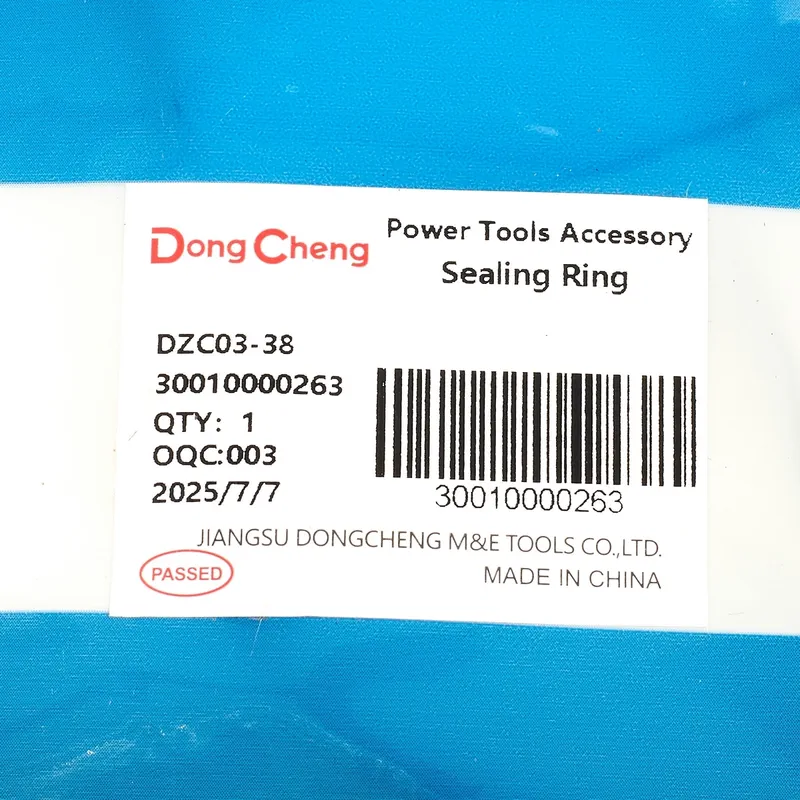 Dong Cheng
Power Tools Accessory
Sealing Ring
DZC03-38
30010000263
QTY: 1
OQC:003
2025/7/7
30010000263
JIANGSU DONGCHENG M&E TOOLS CO.,LTD.
PASSED
MADE IN CHINA